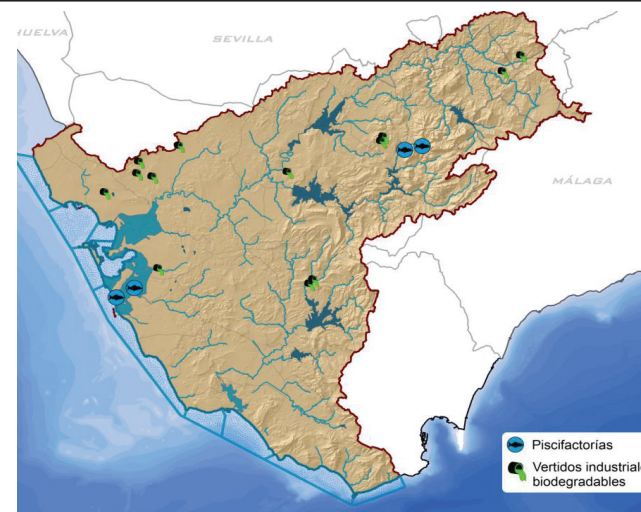 HUELVA
SEVILLA
MÁLAGA
Piscifactorías
Vertidos industriale
biodegradables